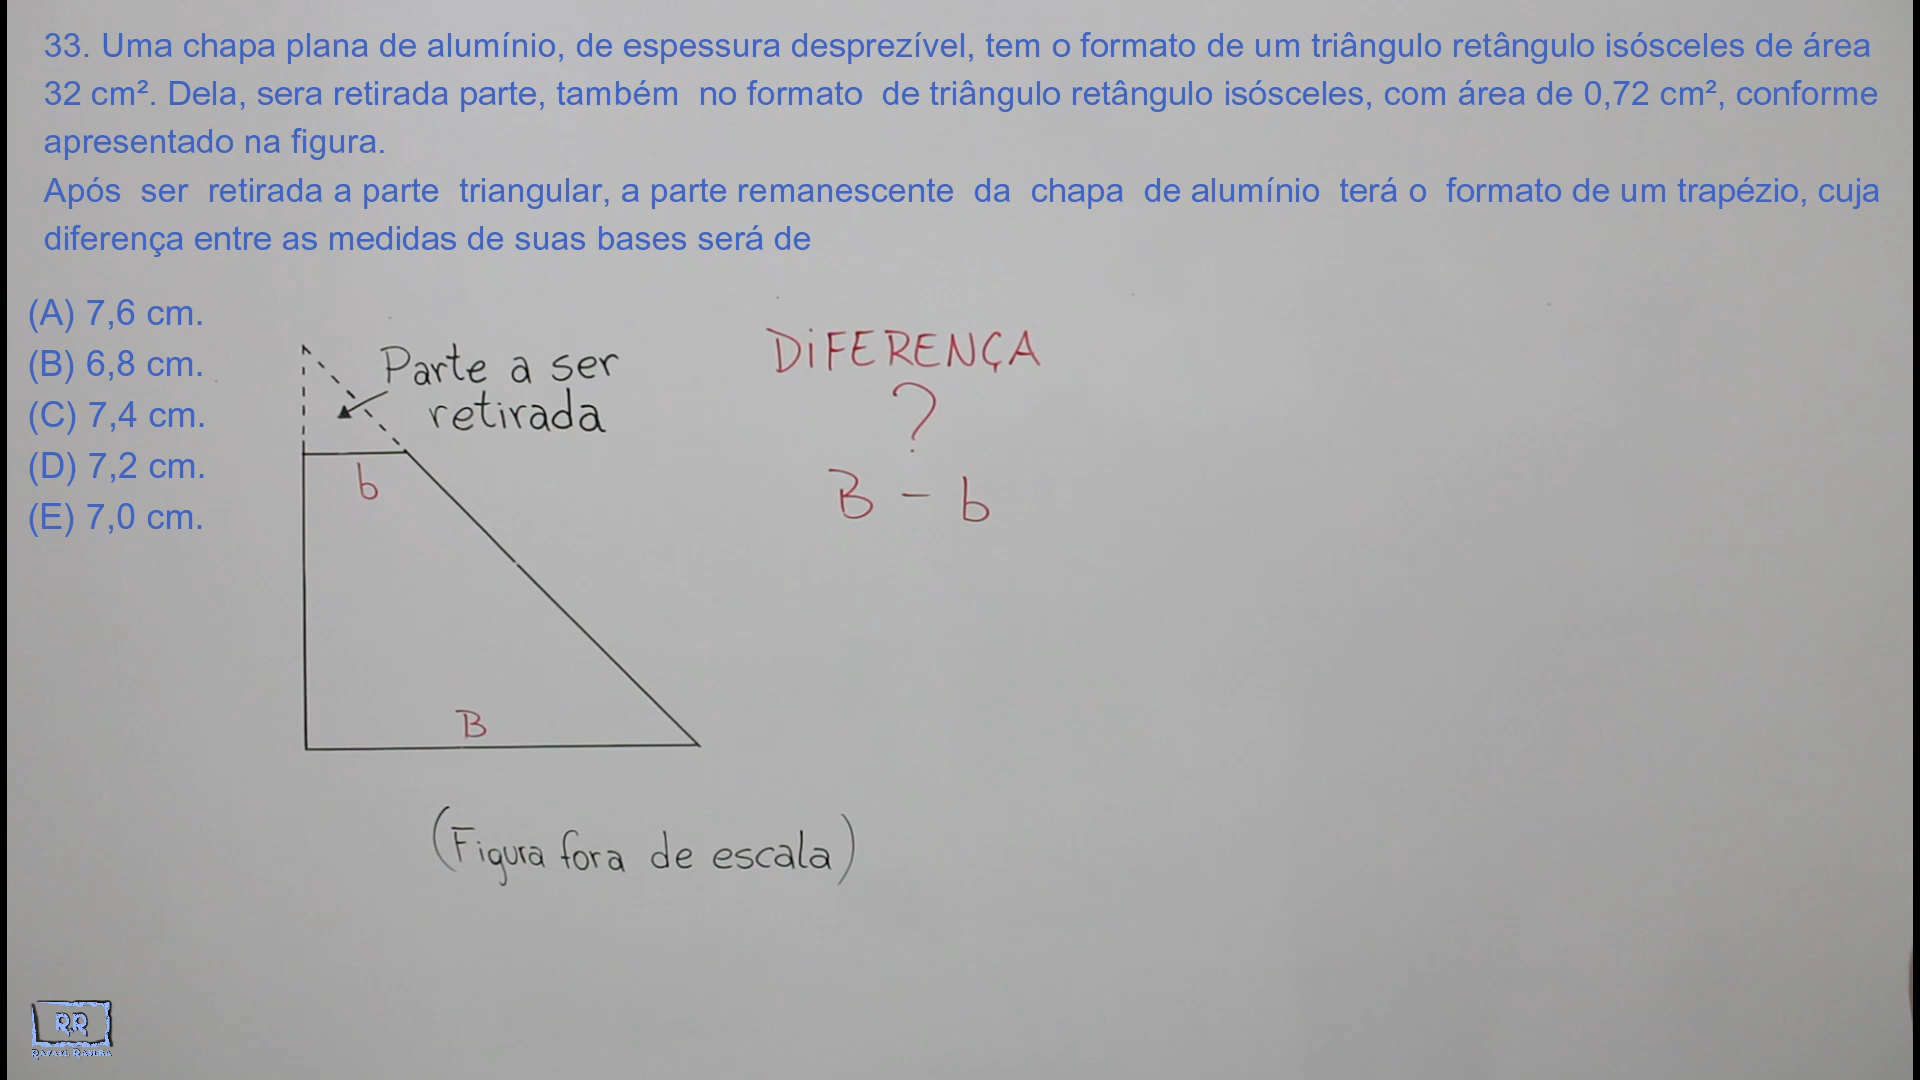 33. Uma chapa plana de alumínio, de espessura desprezível, tem o formato de um triângulo retângulo isósceles de área
32 cm². Dela, sera retirada parte, também no formato de triângulo retângulo isósceles, com área de 0,72 cm², conforme
apresentado na figura.
Após ser retirada a parte triangular, a parte remanescente da chapa de alumínio terá o formato de um trapézio, cuja
diferença entre as medidas de suas bases será de
(A) 7,6 cm.
(B) 6,8 cm.
(C) 7,4 cm.
(D) 7,2 cm.
(E) 7,0 cm.
Parte a ser
retirada
b
B
(Figura fora de escala)
DiFERENÇA
?
B - b
RR